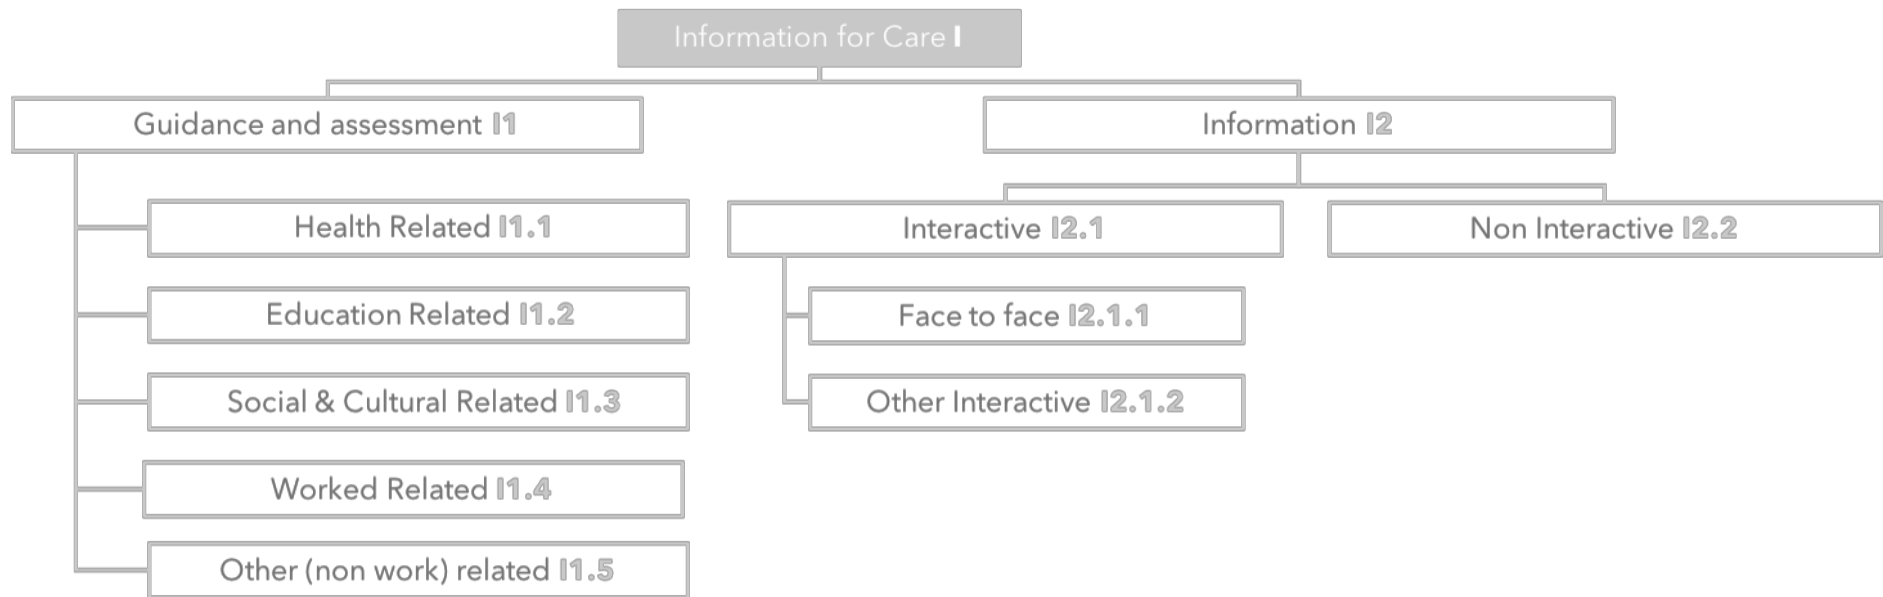 Information for Care I
Guidance and assessment I1
Information I2
Health Related I1.1
Interactive I2.1
Non Interactive I2.2
Education Related I1.2
Face to face I2.1.1
Social & Cultural Related I1.3
Other Interactive I2.1.2
Worked Related I1.4
Other (non work) related I1.5